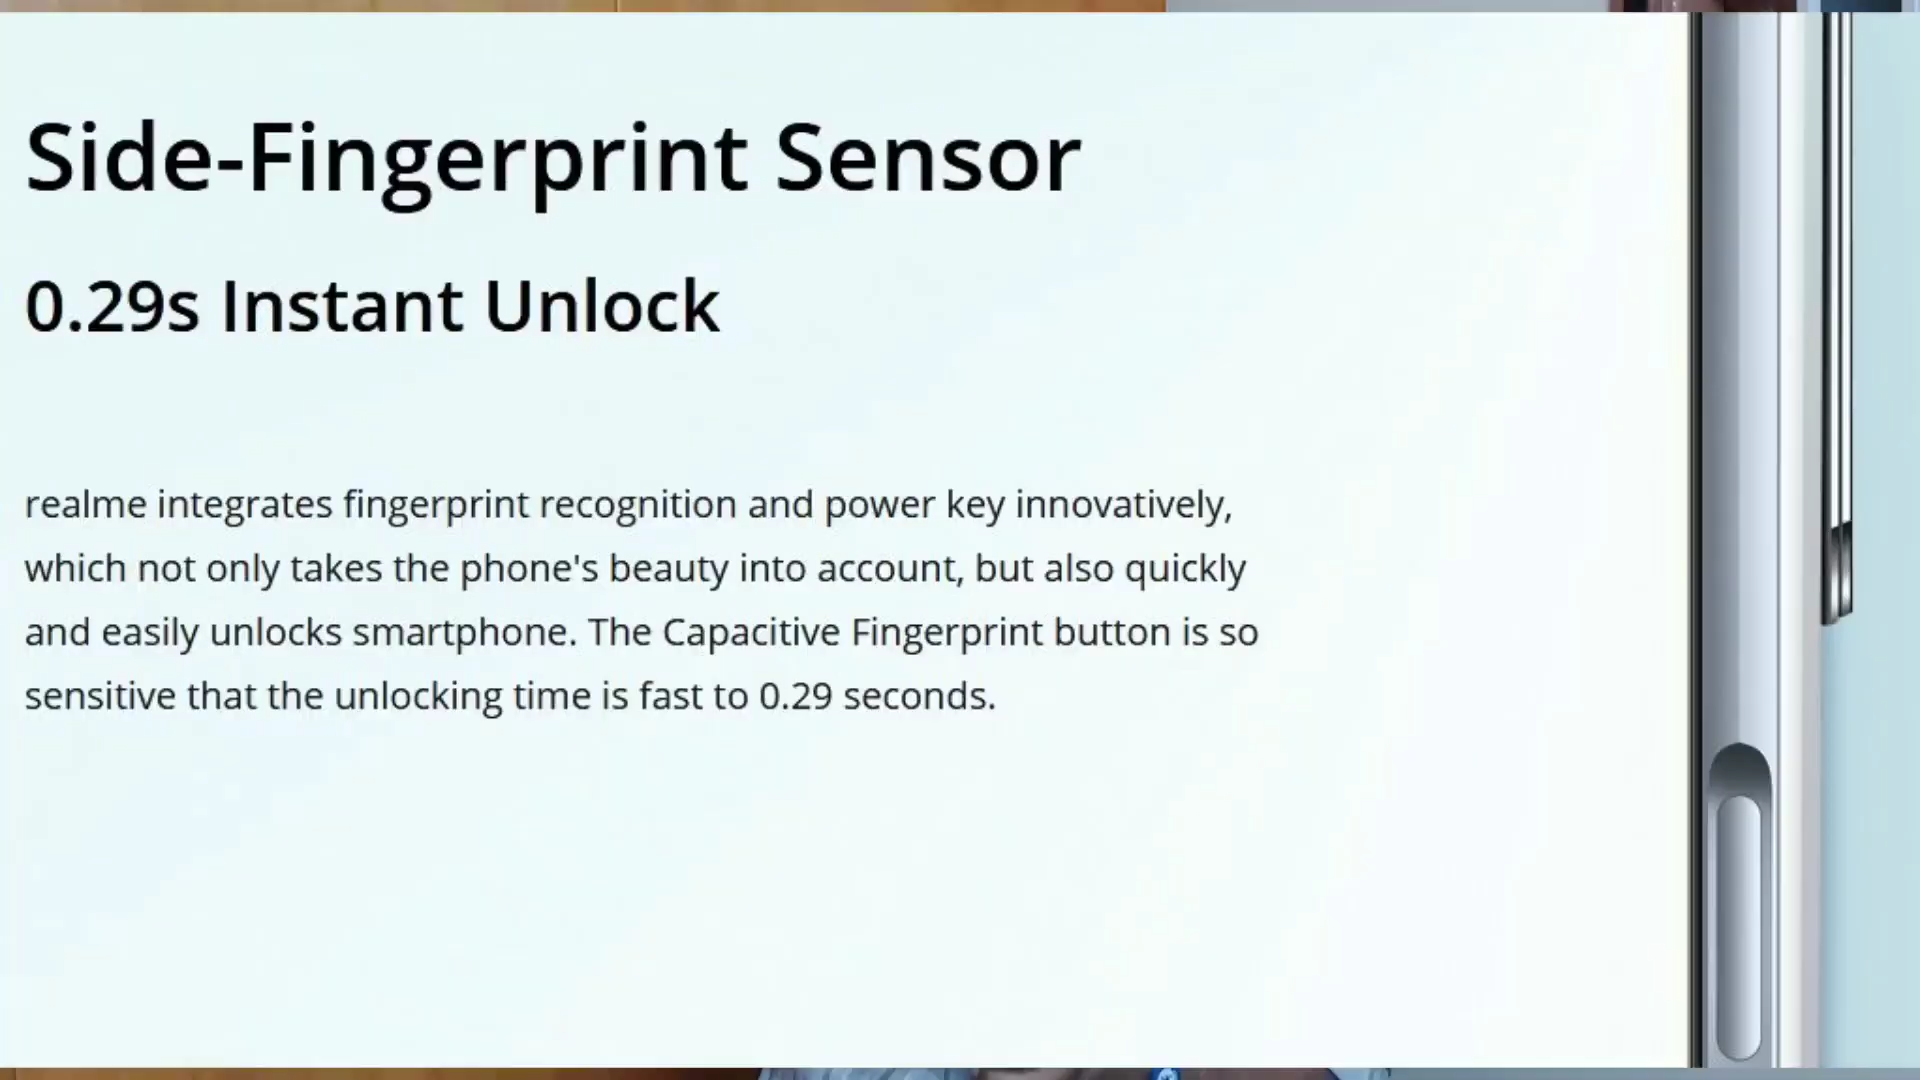 Side-Fingerprint Sensor
0.29s Instant Unlock
realme integrates fingerprint recognition and power key innovatively,
which not only takes the phone's beauty into account, but also quickly
and easily unlocks smartphone. The Capacitive Fingerprint button is so
sensitive that the unlocking time is fast to 0.29 seconds.